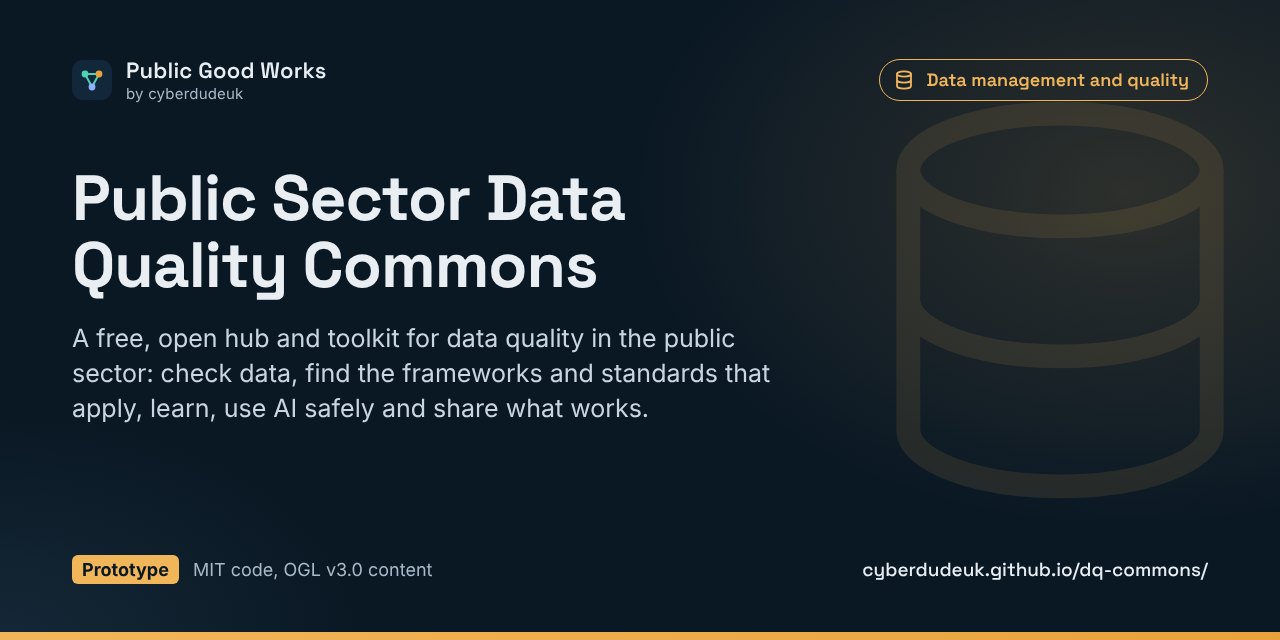 Public Good Works
by cyberdudeuk
Data management and quality
Public Sector Data
Quality Commons
A free, open hub and toolkit for data quality in the public
sector: check data, find the frameworks and standards that
apply, learn, use AI safely and share what works.
Prototype
MIT code, OGL v3.0 content
cyberdudeuk.github.io/dq-commons/